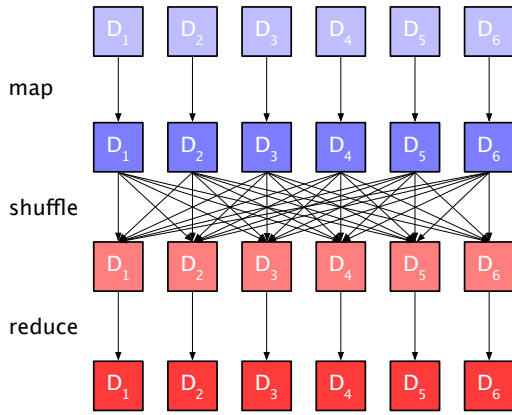 D₁ D₂ D₃ D₄ D₅ D₆
map
D₁ D₂ D₃ D₄ D₅ D₆
shuffle
D₁ D₂ D₃ D₄ D₅ D₆
reduce
D₁ D₂ D₃ D₄ D₅ D₆